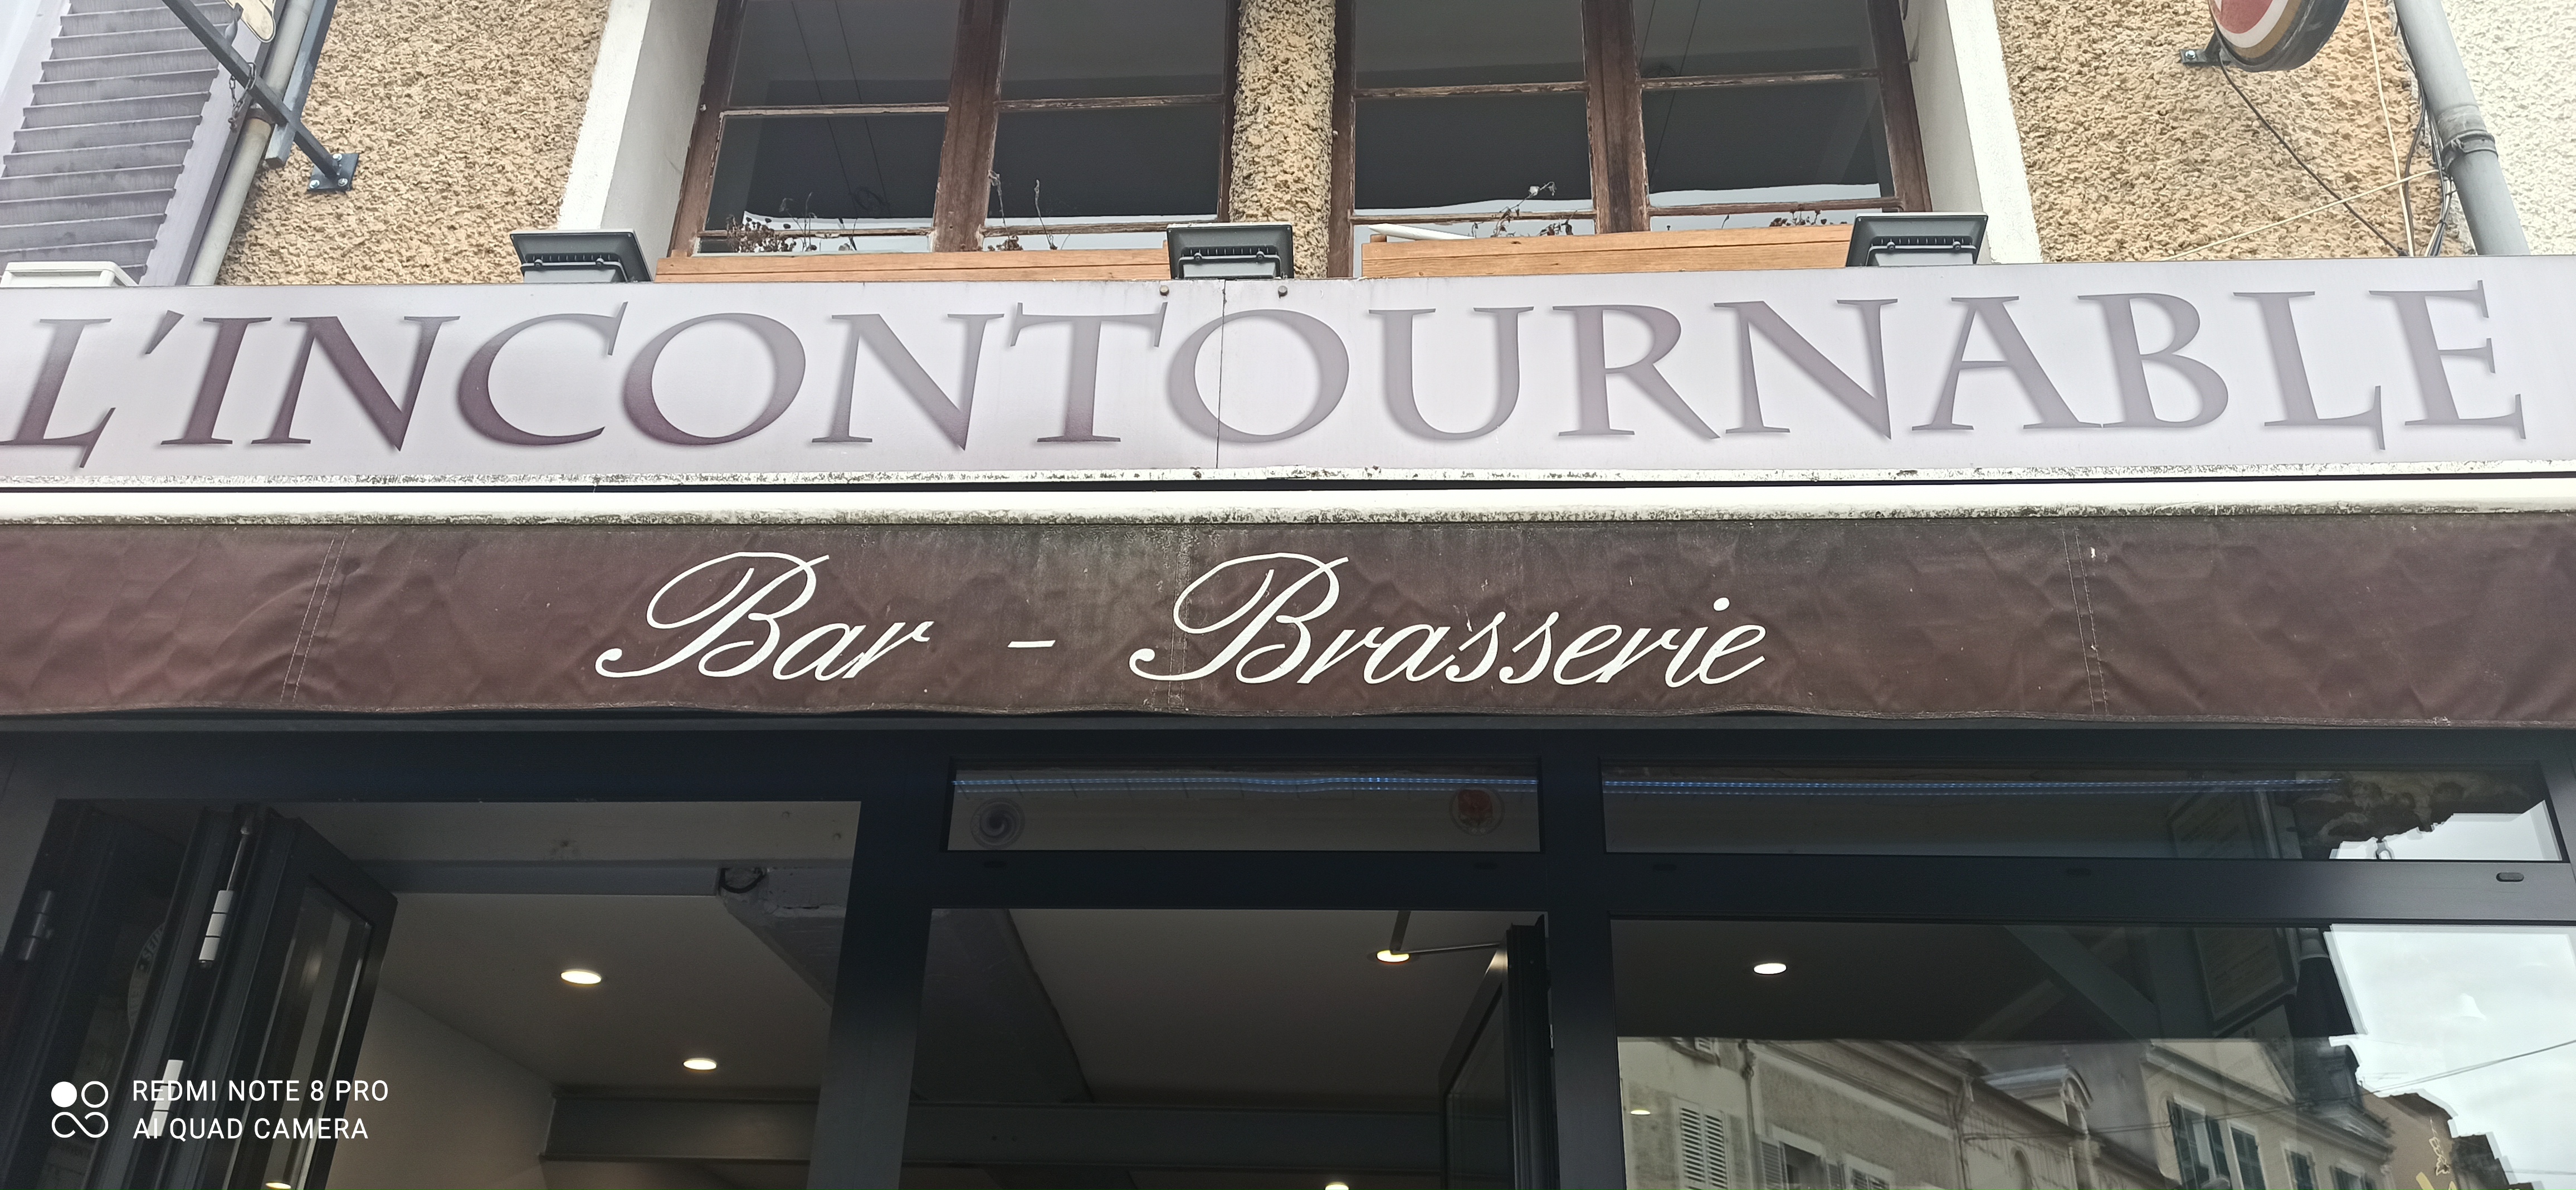 L'INCONTOURNABLE
Bar - Brasserie
REDMI NOTE 8 PRO
AI QUAD CAMERA